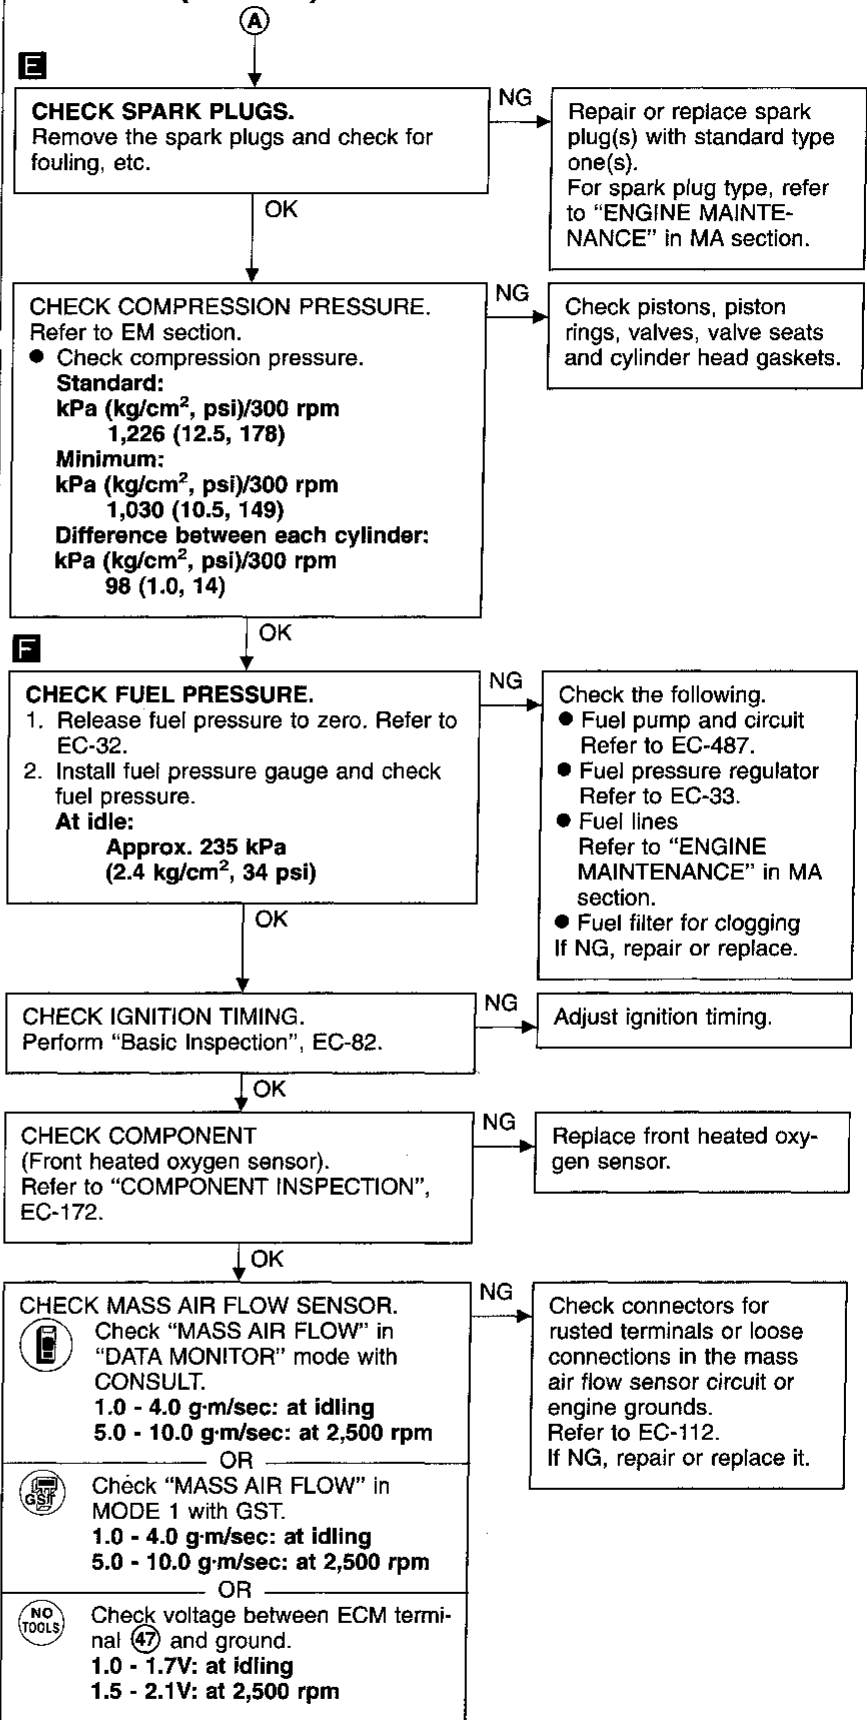 A
E
CHECK SPARK PLUGS.
Remove the spark plugs and check for
fouling, etc.
NG
Repair or replace spark
plug(s) with standard type
one(s).
For spark plug type, refer
to “ENGINE MAINTE-
NANCE” in MA section.
OK
CHECK COMPRESSION PRESSURE.
Refer to EM section.
● Check compression pressure.
Standard:
kPa (kg/cm², psi)/300 rpm
1,226 (12.5, 178)
Minimum:
kPa (kg/cm², psi)/300 rpm
1,030 (10.5, 149)
Difference between each cylinder:
kPa (kg/cm², psi)/300 rpm
98 (1.0, 14)
NG
Check pistons, piston
rings, valves, valve seats
and cylinder head gaskets.
OK
F
CHECK FUEL PRESSURE.
1. Release fuel pressure to zero. Refer to
EC-32.
2. Install fuel pressure gauge and check
fuel pressure.
At idle:
Approx. 235 kPa
(2.4 kg/cm², 34 psi)
NG
Check the following.
● Fuel pump and circuit
Refer to EC-487.
● Fuel pressure regulator
Refer to EC-33.
● Fuel lines
Refer to “ENGINE
MAINTENANCE” in MA
section.
● Fuel filter for clogging
If NG, repair or replace.
OK
CHECK IGNITION TIMING.
Perform “Basic Inspection”, EC-82.
NG
Adjust ignition timing.
OK
CHECK COMPONENT
(Front heated oxygen sensor).
Refer to “COMPONENT INSPECTION”,
EC-172.
NG
Replace front heated oxy-
gen sensor.
OK
CHECK MASS AIR FLOW SENSOR.
Check “MASS AIR FLOW” in
“DATA MONITOR” mode with
CONSULT.
1.0 - 4.0 g·m/sec: at idling
5.0 - 10.0 g·m/sec: at 2,500 rpm
OR
GST
Check “MASS AIR FLOW” in
MODE 1 with GST.
1.0 - 4.0 g·m/sec: at idling
5.0 - 10.0 g·m/sec: at 2,500 rpm
OR
NO
TOOLS
Check voltage between ECM termi-
nal 47 and ground.
1.0 - 1.7V: at idling
1.5 - 2.1V: at 2,500 rpm
NG
Check connectors for
rusted terminals or loose
connections in the mass
air flow sensor circuit or
engine grounds.
Refer to EC-112.
If NG, repair or replace it.